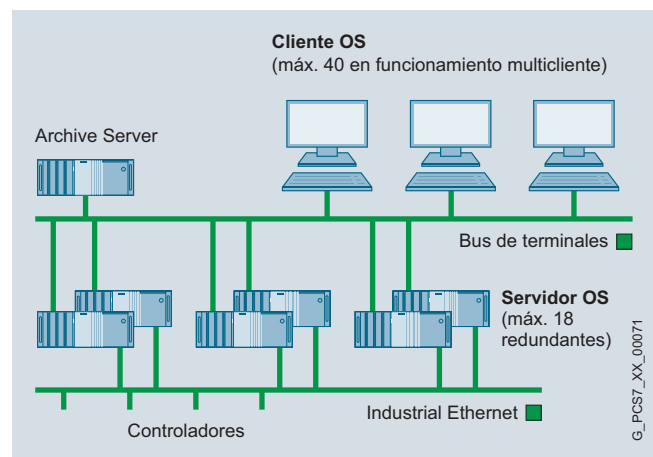 Cliente OS
(máx. 40 en funcionamiento multicliente)
Archive Server
Bus de terminales
Servidor OS
(máx. 18
redundantes)
Industrial Ethernet
Controladores
G_PCS7_XX_00071